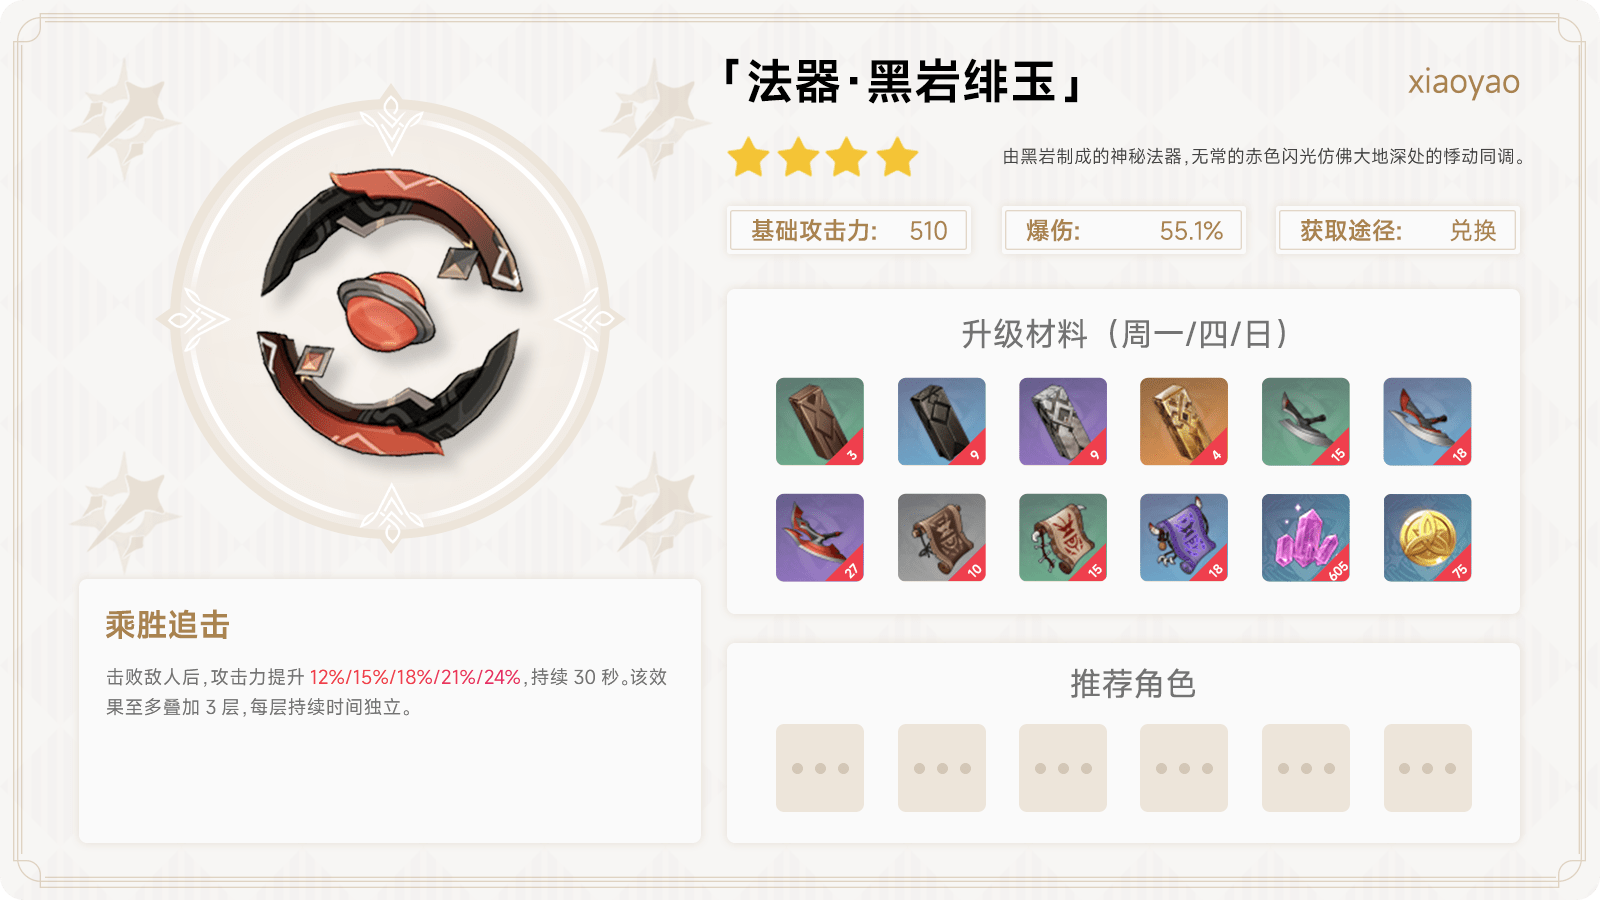 「法器·黑岩绯玉」
xiaoyao
由黑岩制成的神秘法器,无常的赤色闪光仿佛大地深处的悸动同调。
基础攻击力: 510
爆伤: 55.1%
获取途径: 兑换
升级材料（周一/四/日）
3 9 9 4 15 18
27 10 15 18 605 75
乘胜追击
击败敌人后,攻击力提升 12%/15%/18%/21%/24%,持续 30 秒。该效
果至多叠加 3 层,每层持续时间独立。
推荐角色